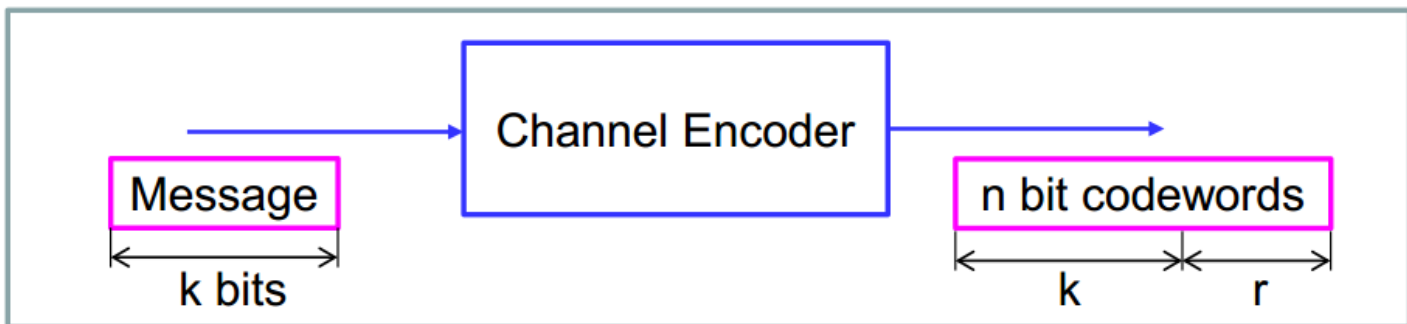 Channel Encoder
Message
n bit codewords
k bits
k
r